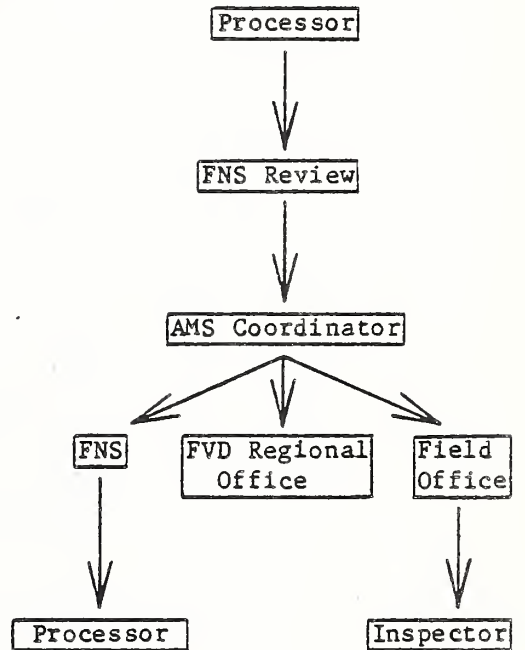 Processor
FNS Review
AMS Coordinator
FNS
FVD Regional
Office
Field
Office
Processor
Inspector